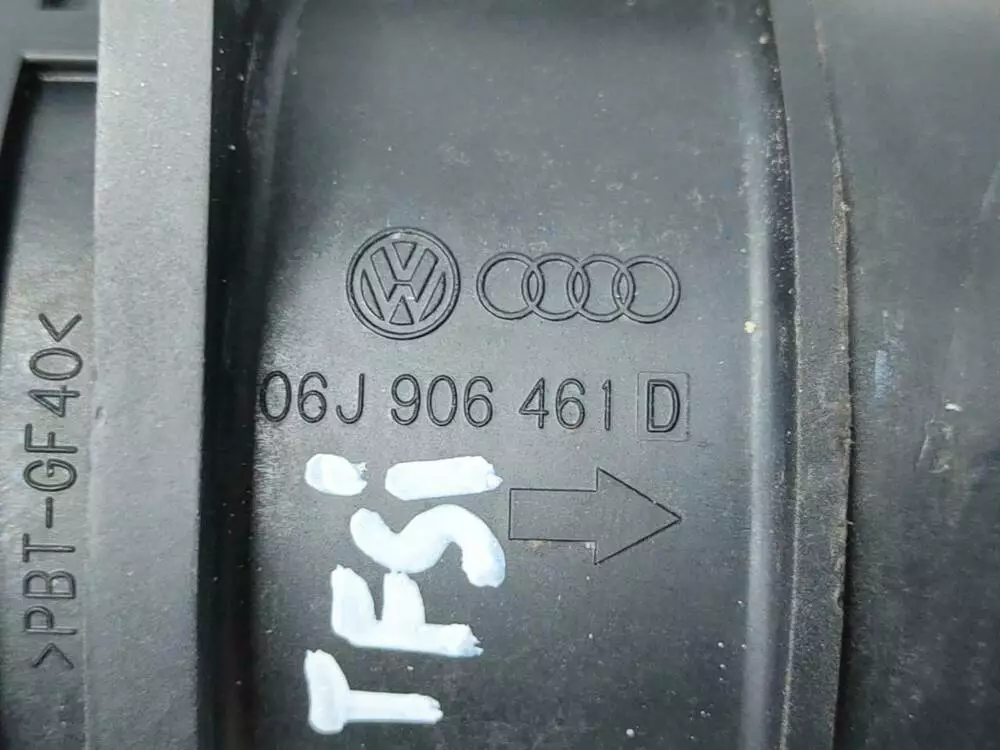 06J 906 461 D
TFSi
>PBT-GF40<